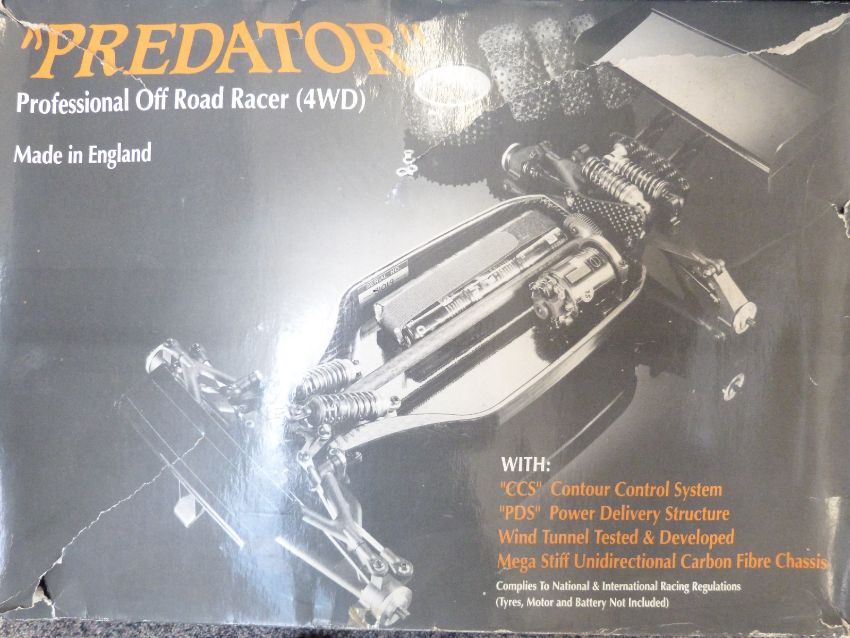 "PREDATOR"
Professional Off Road Racer (4WD)
Made in England
SERIAL NO.
WITH:
"CCS" Contour Control System
"PDS" Power Delivery Structure
Wind Tunnel Tested & Developed
Mega Stiff Unidirectional Carbon Fibre Chassis
Complies To National & International Racing Regulations
(Tyres, Motor and Battery Not Included)